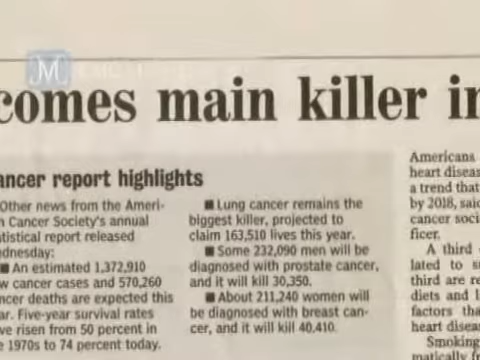 comes main killer in
ancer report highlights
Other news from the Ameri-
n Cancer Society's annual
tistical report released
dnesday:
■ An estimated 1,372,910
w cancer cases and 570,260
ncer deaths are expected this
ar. Five-year survival rates
ve risen from 50 percent in
e 1970s to 74 percent today.
■ Lung cancer remains the
biggest killer, projected to
claim 163,510 lives this year.
■ Some 232,090 men will be
diagnosed with prostate cancer,
and it will kill 30,350.
■ About 211,240 women will
be diagnosed with breast can-
cer, and it will kill 40,410.
Americans
heart diseas
a trend that
by 2018, said
cancer soci
ficer.
A third
lated to s
third are re
diets and l
factors tha
heart diseas
Smoking
matically f